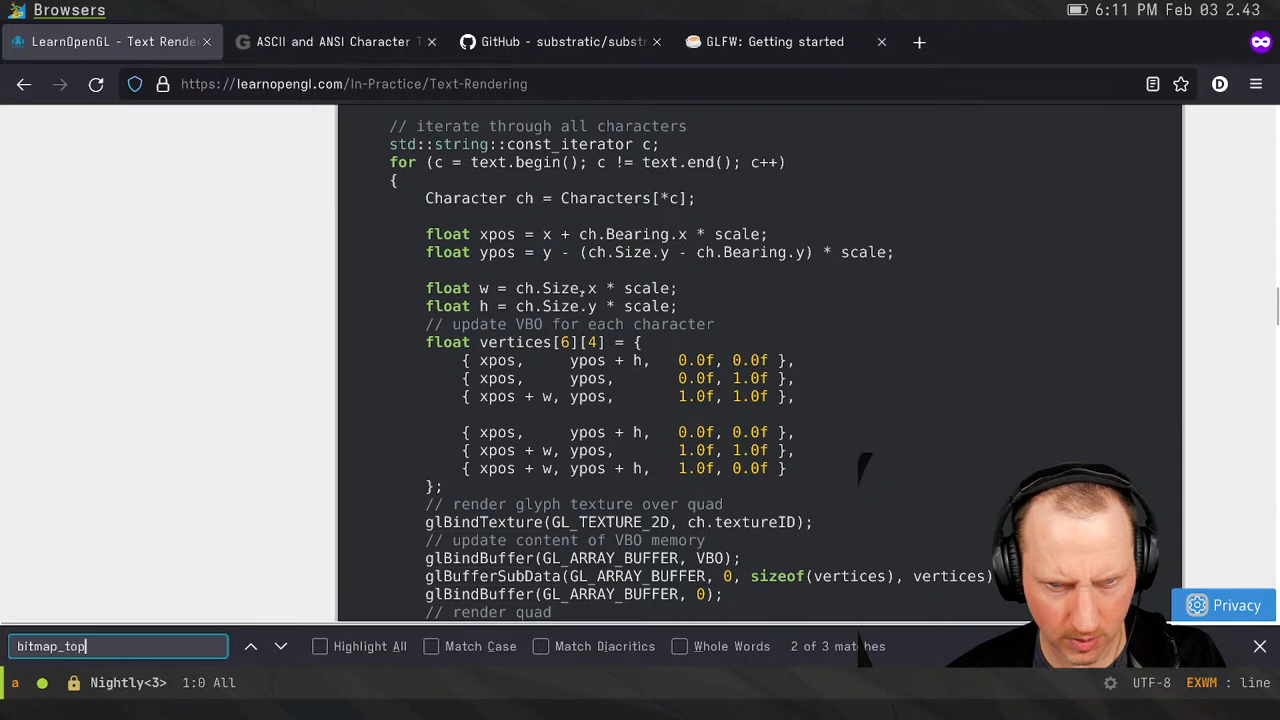 Browsers
6:11 PM Feb 03 2.43
LearnOpenGL - Text Rende
ASCII and ANSI Character T
GitHub - substratic/substr
GLFW: Getting started
https://learnopengl.com/In-Practice/Text-Rendering
// iterate through all characters
std::string::const_iterator c;
for (c = text.begin(); c != text.end(); c++)
{
Character ch = Characters[*c];
float xpos = x + ch.Bearing.x * scale;
float ypos = y - (ch.Size.y - ch.Bearing.y) * scale;
float w = ch.Size.x * scale;
float h = ch.Size.y * scale;
// update VBO for each character
float vertices[6][4] = {
{ xpos,     ypos + h,   0.0f, 0.0f },
{ xpos,     ypos,       0.0f, 1.0f },
{ xpos + w, ypos,       1.0f, 1.0f },
{ xpos,     ypos + h,   0.0f, 0.0f },
{ xpos + w, ypos,       1.0f, 1.0f },
{ xpos + w, ypos + h,   1.0f, 0.0f }
};
// render glyph texture over quad
glBindTexture(GL_TEXTURE_2D, ch.textureID);
// update content of VBO memory
glBindBuffer(GL_ARRAY_BUFFER, VBO);
glBufferSubData(GL_ARRAY_BUFFER, 0, sizeof(vertices), vertices)
glBindBuffer(GL_ARRAY_BUFFER, 0);
// render quad
Privacy
bitmap_top
Highlight All
Match Case
Match Diacritics
Whole Words
2 of 3 matches
a
Nightly<3>
1:0 All
UTF-8
EXWM : line